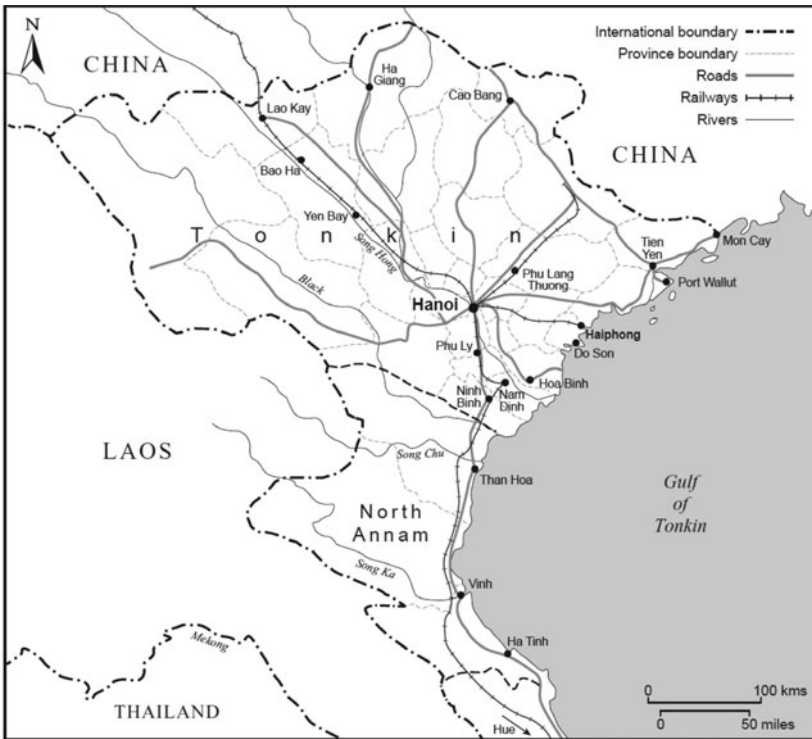 N
International boundary
Province boundary
Roads
Railways
Rivers
CHINA
Ha
Giang
Cao Bang
Lao Kay
CHINA
Bao Ha
Yen Bay
Tonkin
Song Hong
Tien
Yen
Mon Cay
Black
Phu Lang
Thuong
Port Wallut
Hanoi
Haiphong
Phu Ly
Do Son
Ninh
Binh
Nam
Dinh
Hoa Binh
LAOS
Song Chu
Than Hoa
Gulf
of
Tonkin
North
Annam
Song Ka
Vinh
Mekong
Ha Tinh
THAILAND
Hue
0 100 kms
0 50 miles